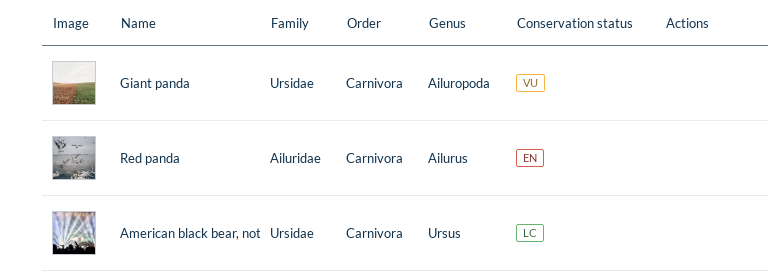 Image Name Family Order Genus Conservation status Actions
Giant panda Ursidae Carnivora Ailuropoda VU
Red panda Ailuridae Carnivora Ailurus EN
American black bear, not Ursidae Carnivora Ursus LC